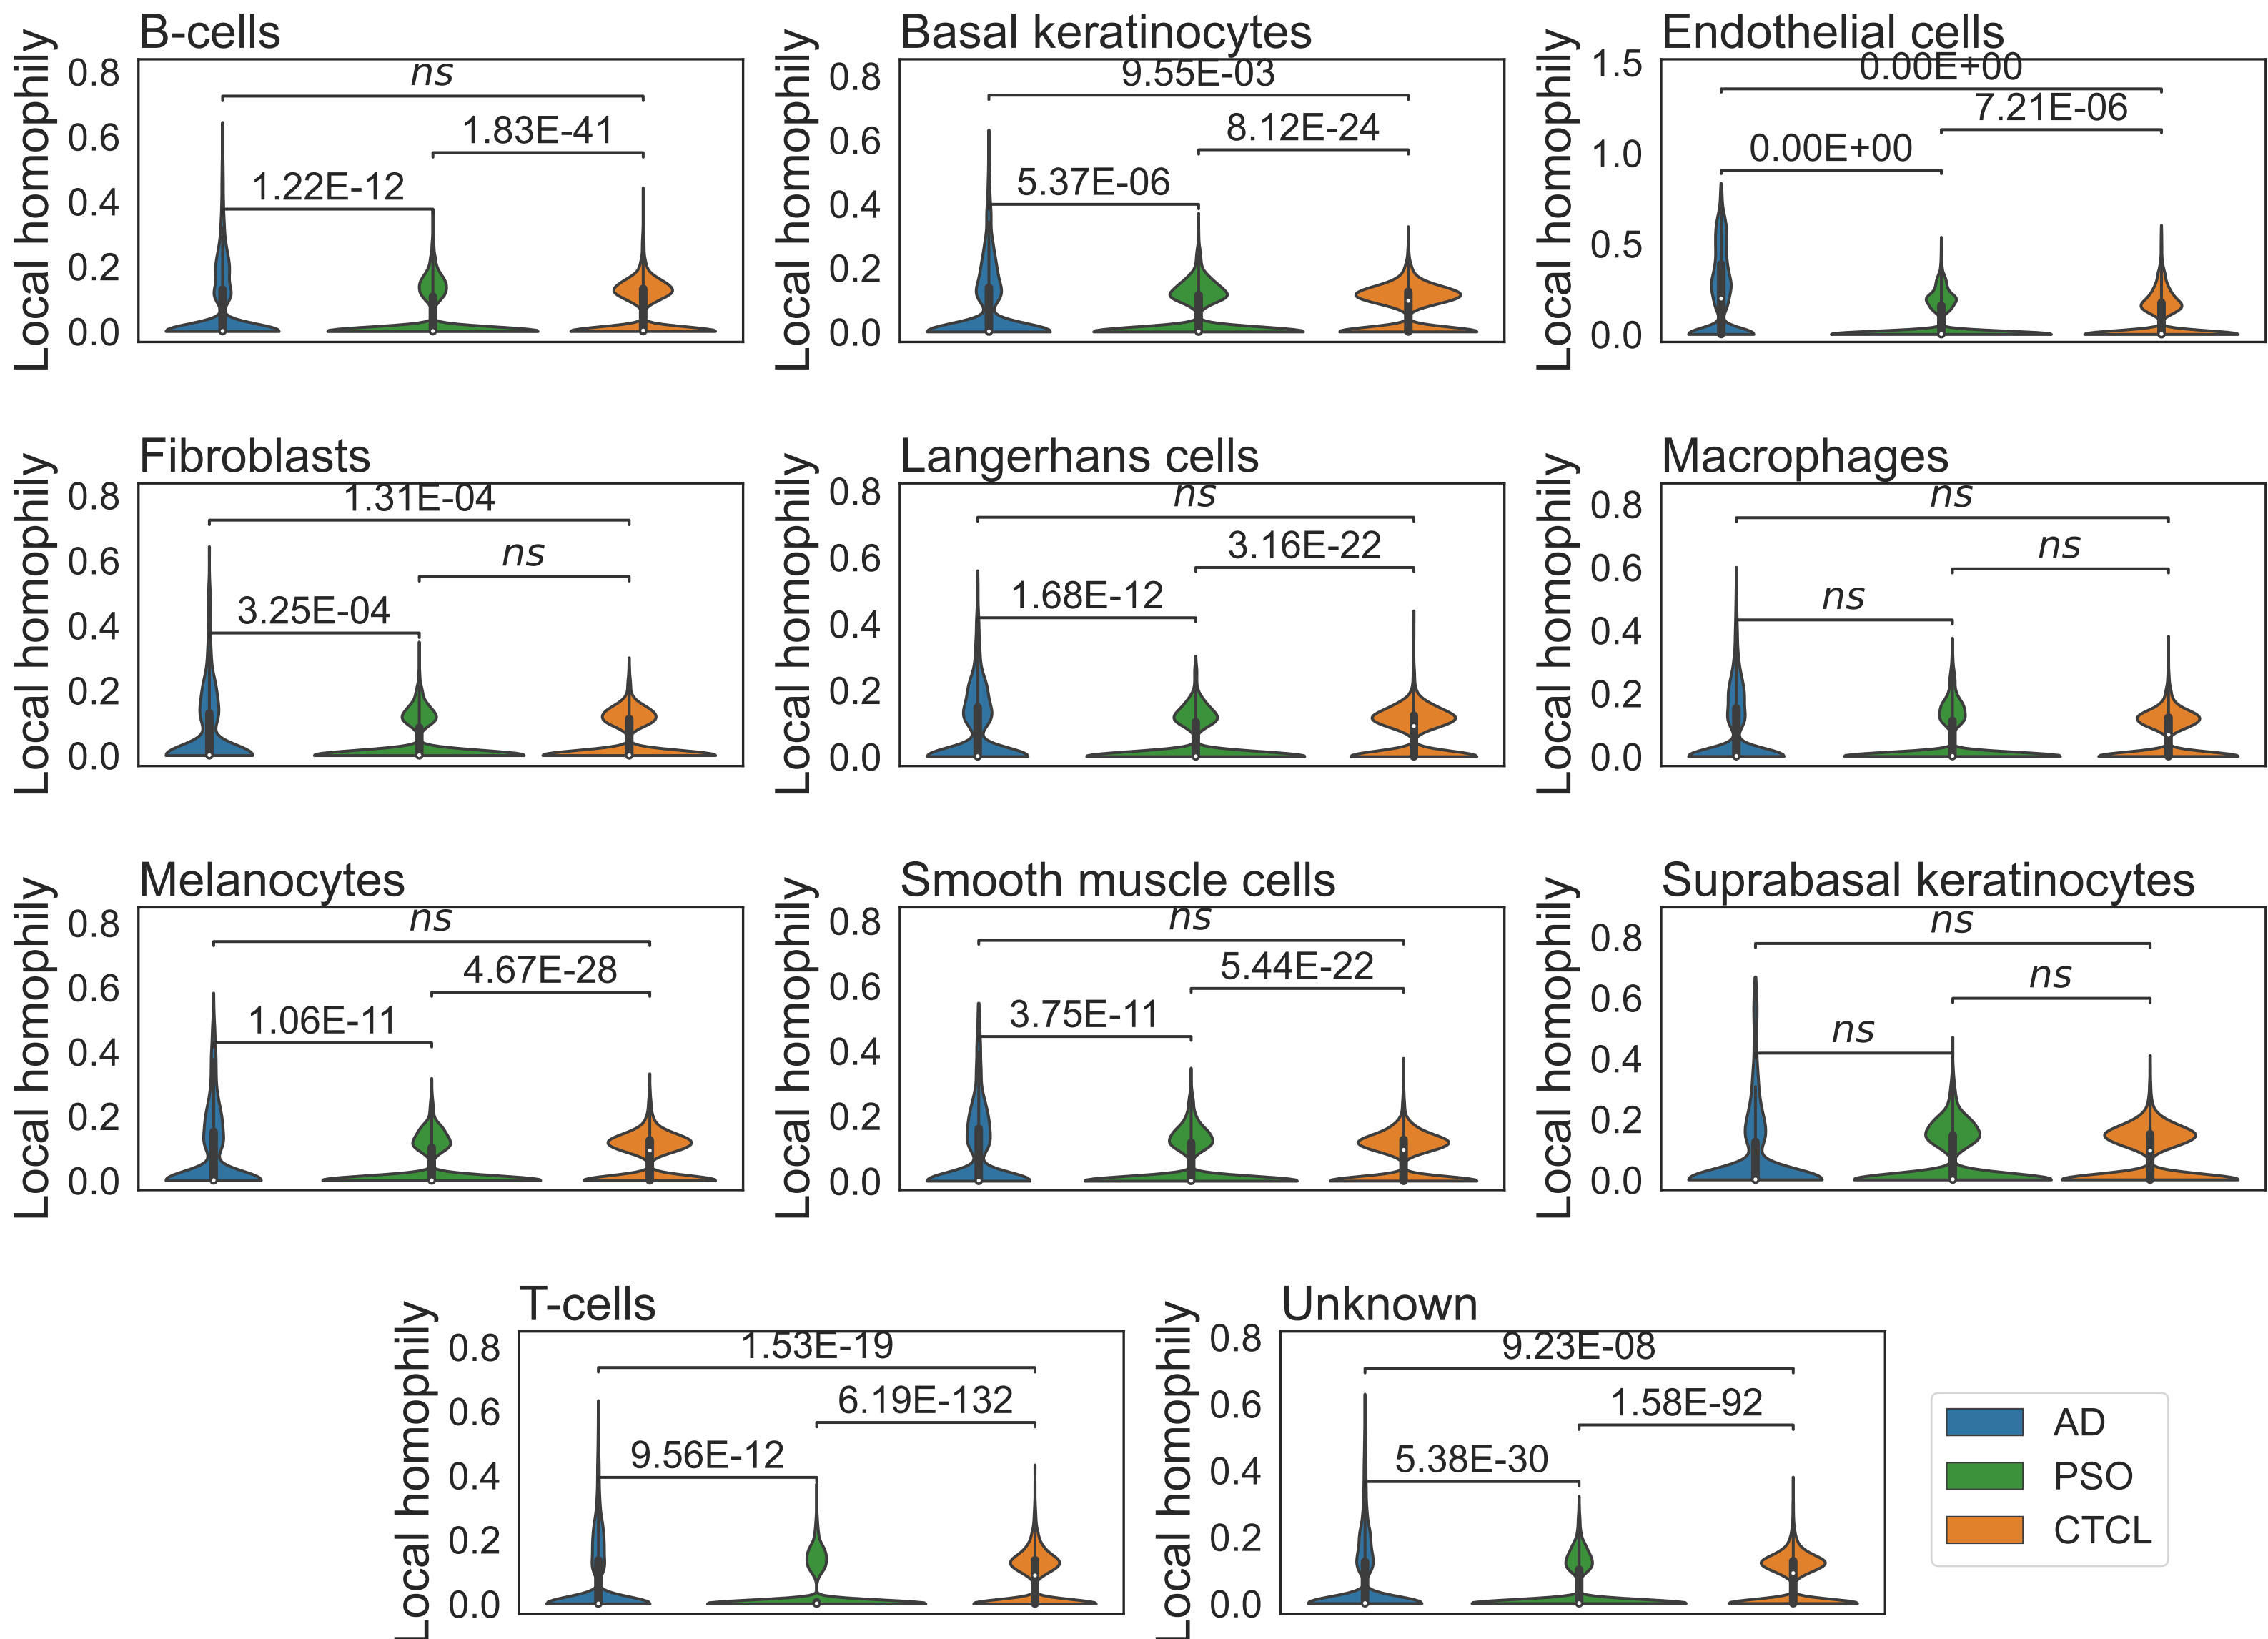 B-cells
Local homophily
0.8
0.6
0.4
0.2
0.0
ns
1.83E-41
1.22E-12
Basal keratinocytes
Local homophily
0.8
0.6
0.4
0.2
0.0
9.55E-03
8.12E-24
5.37E-06
Endothelial cells
Local homophily
1.5
1.0
0.5
0.0
0.00E+00
7.21E-06
0.00E+00
Fibroblasts
Local homophily
0.8
0.6
0.4
0.2
0.0
1.31E-04
ns
3.25E-04
Langerhans cells
Local homophily
0.8
0.6
0.4
0.2
0.0
ns
3.16E-22
1.68E-12
Macrophages
Local homophily
0.8
0.6
0.4
0.2
0.0
ns
ns
ns
Melanocytes
Local homophily
0.8
0.6
0.4
0.2
0.0
ns
4.67E-28
1.06E-11
Smooth muscle cells
Local homophily
0.8
0.6
0.4
0.2
0.0
ns
5.44E-22
3.75E-11
Suprabasal keratinocytes
Local homophily
0.8
0.6
0.4
0.2
0.0
ns
ns
ns
T-cells
Local homophily
0.8
0.6
0.4
0.2
0.0
1.53E-19
6.19E-132
9.56E-12
Unknown
Local homophily
0.8
0.6
0.4
0.2
0.0
9.23E-08
1.58E-92
5.38E-30
AD
PSO
CTCL